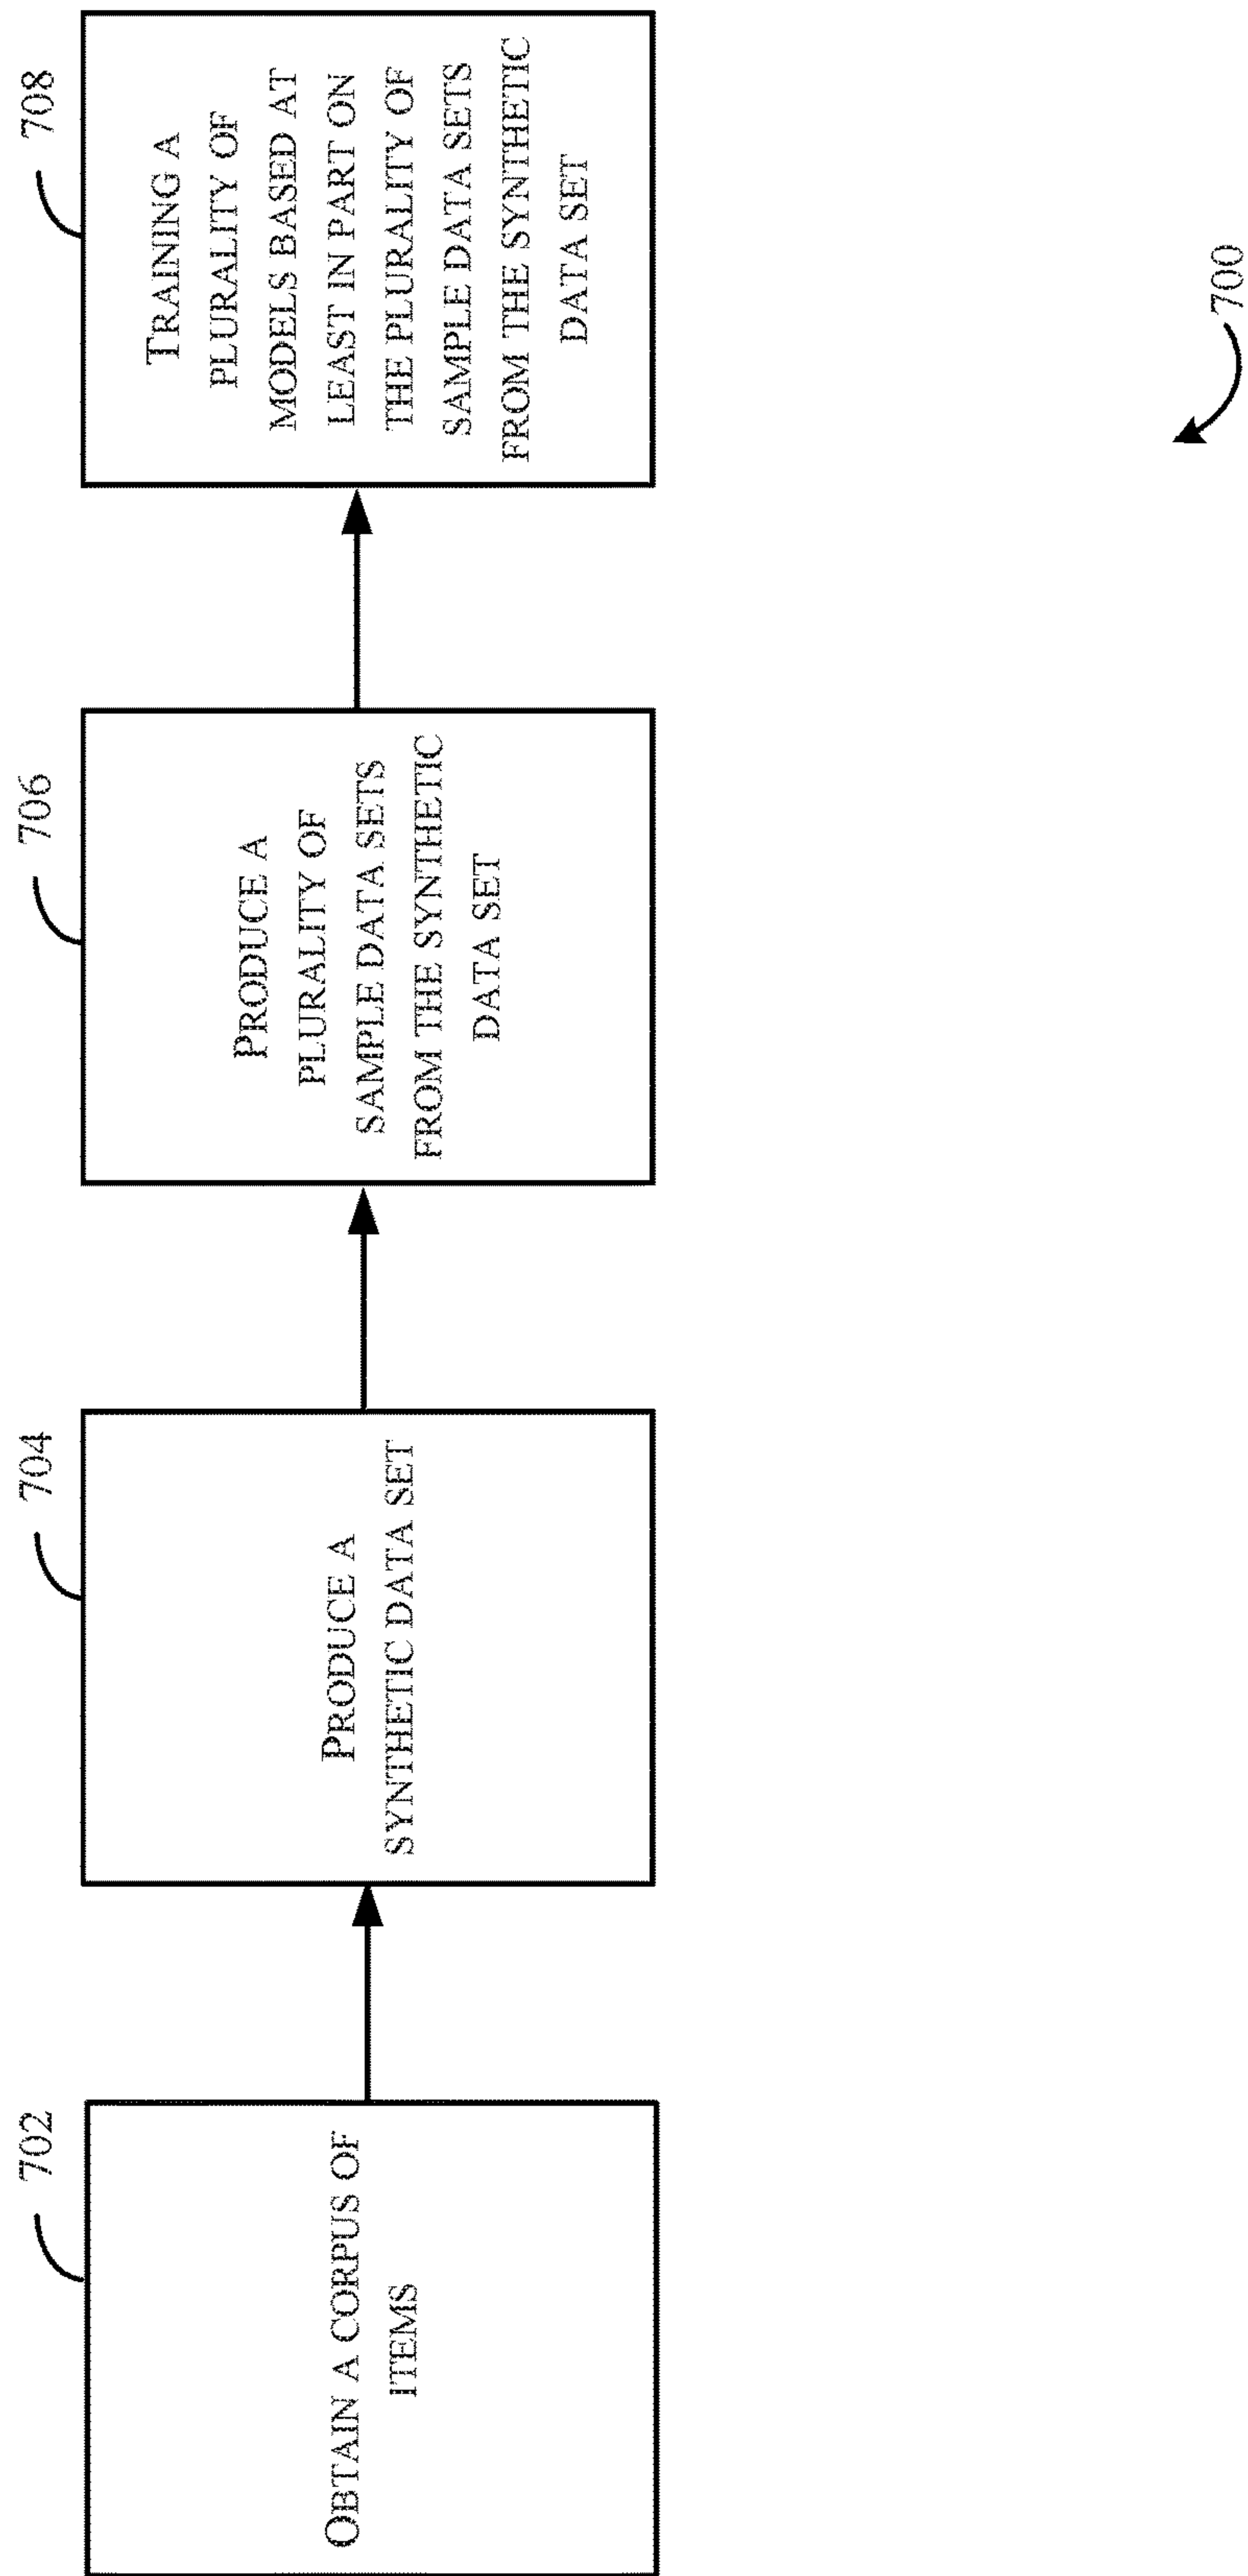 702
OBTAIN A CORPUS OF
ITEMS
704
PRODUCE A
SYNTHETIC DATA SET
706
PRODUCE A
PLURALITY OF
SAMPLE DATA SETS
FROM THE SYNTHETIC
DATA SET
708
TRAINING A
PLURALITY OF
MODELS BASED AT
LEAST IN PART ON
THE PLURALITY OF
SAMPLE DATA SETS
FROM THE SYNTHETIC
DATA SET
700